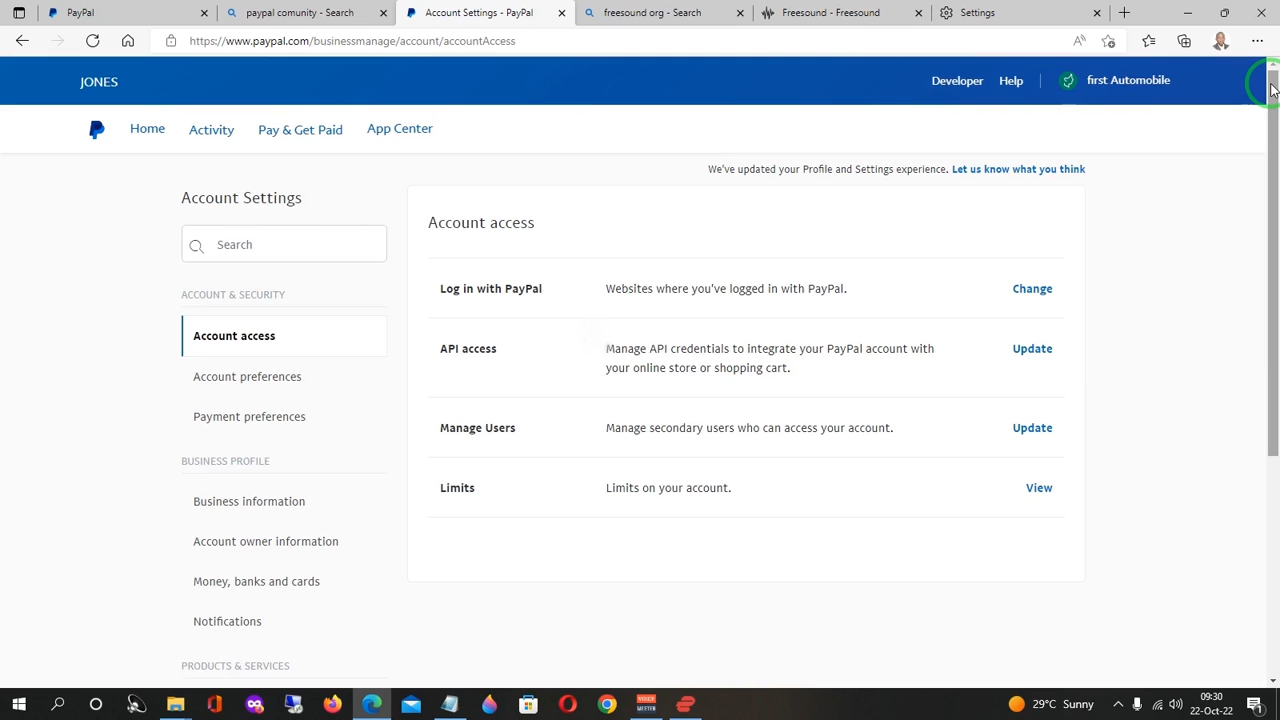 PayPal
paypal comunity - Search
Account Settings - PayPal
freesound org - Search
Freesound - Freesound
Settings
https://www.paypal.com/businessmanage/account/accountAccess
JONES
Developer
Help
first Automobile
Home
Activity
Pay & Get Paid
App Center
We've updated your Profile and Settings experience. Let us know what you think
Account Settings
Search
ACCOUNT & SECURITY
Account access
Account preferences
Payment preferences
BUSINESS PROFILE
Business information
Account owner information
Money, banks and cards
Notifications
PRODUCTS & SERVICES
Account access
Log in with PayPal
Websites where you've logged in with PayPal.
Change
API access
Manage API credentials to integrate your PayPal account with
your online store or shopping cart.
Update
Manage Users
Manage secondary users who can access your account.
Update
Limits
Limits on your account.
View
29°C Sunny
09:30
22-Oct-22